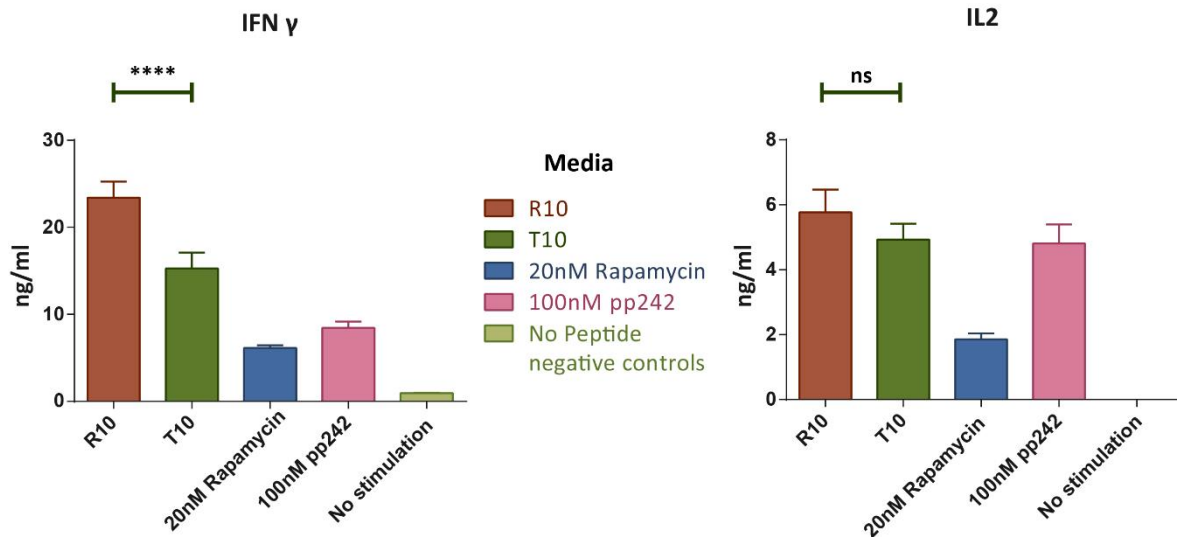 IFN γ
****
30
20
10
0
ng/ml
R10
T10
20nM Rapamycin
100nM pp242
No stimulation
Media
R10
T10
20nM Rapamycin
100nM pp242
No Peptide
negative controls
IL2
ns
8
6
4
2
0
ng/ml
R10
T10
20nM Rapamycin
100nM pp242
No stimulation